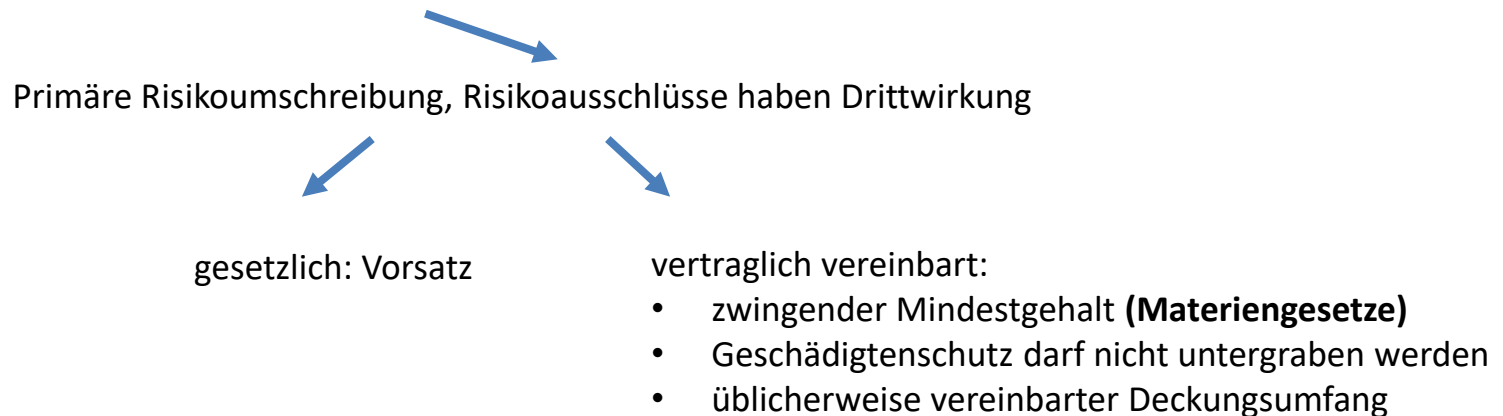 Primäre Risikoumschreibung, Risikoausschlüsse haben Drittwirkung
gesetzlich: Vorsatz
vertraglich vereinbart:
• zwingender Mindestgehalt (Materiengesetze)
• Geschädigtenschutz darf nicht untergraben werden
• üblicherweise vereinbarter Deckungsumfang